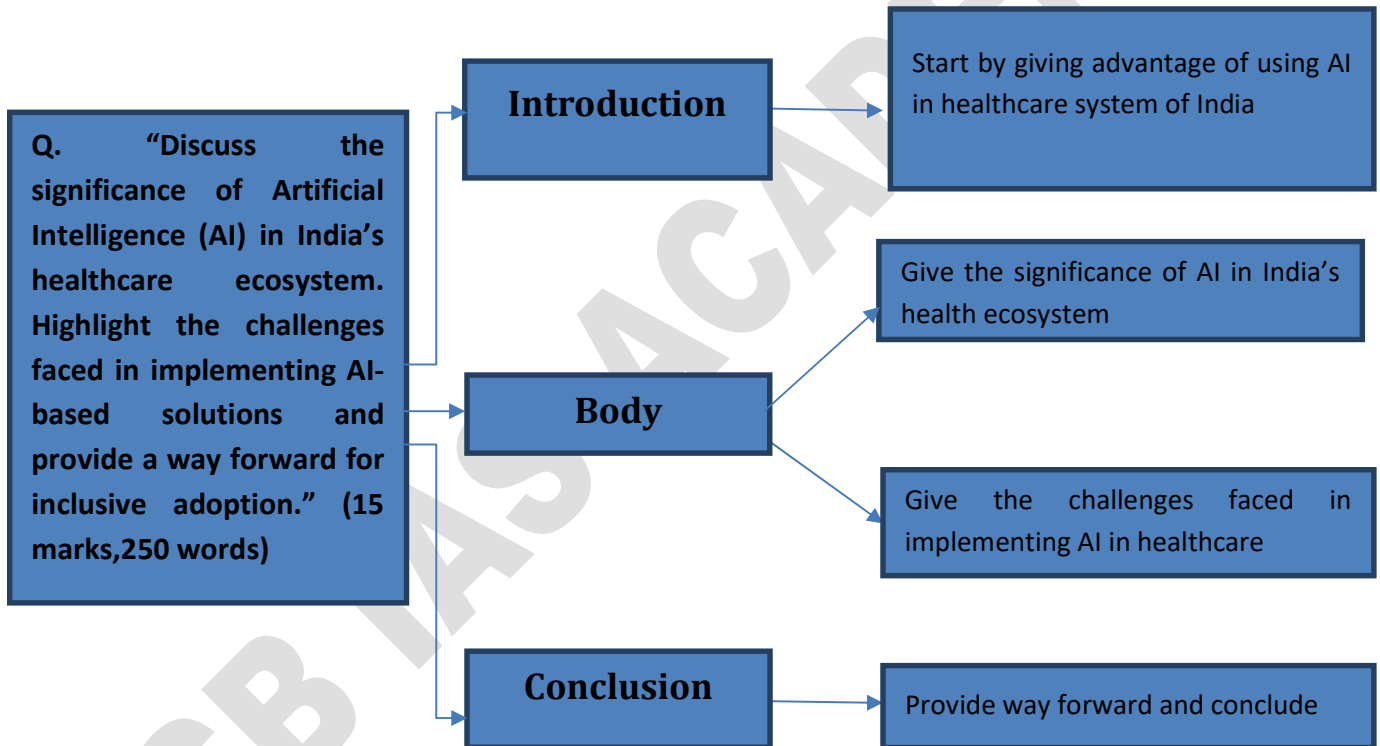 Q. “Discuss the
significance of Artificial
Intelligence (AI) in India’s
healthcare ecosystem.
Highlight the challenges
faced in implementing AI-
based solutions and
provide a way forward for
inclusive adoption.” (15
marks,250 words)
Introduction
Start by giving advantage of using AI
in healthcare system of India
Body
Give the significance of AI in India’s
health ecosystem
Give the challenges faced in
implementing AI in healthcare
Conclusion
Provide way forward and conclude